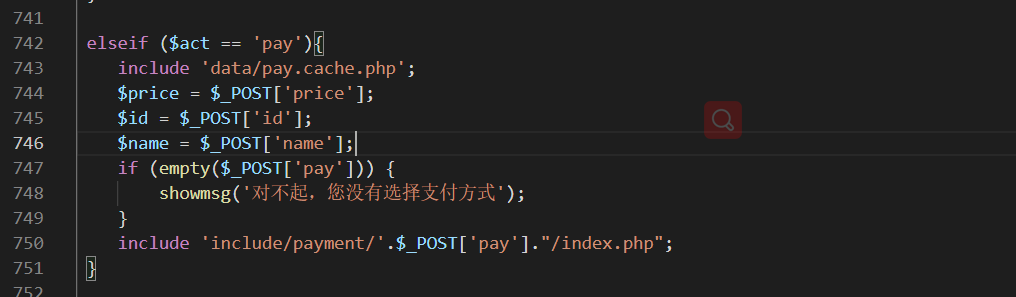 741
742 elseif ($act == 'pay'){
743 include 'data/pay.cache.php';
744 $price = $_POST['price'];
745 $id = $_POST['id'];
746 $name = $_POST['name'];
747 if (empty($_POST['pay'])) {
748 showmsg('对不起，您没有选择支付方式');
749 }
750 include 'include/payment/'.$_POST['pay']."/index.php";
751 }
752